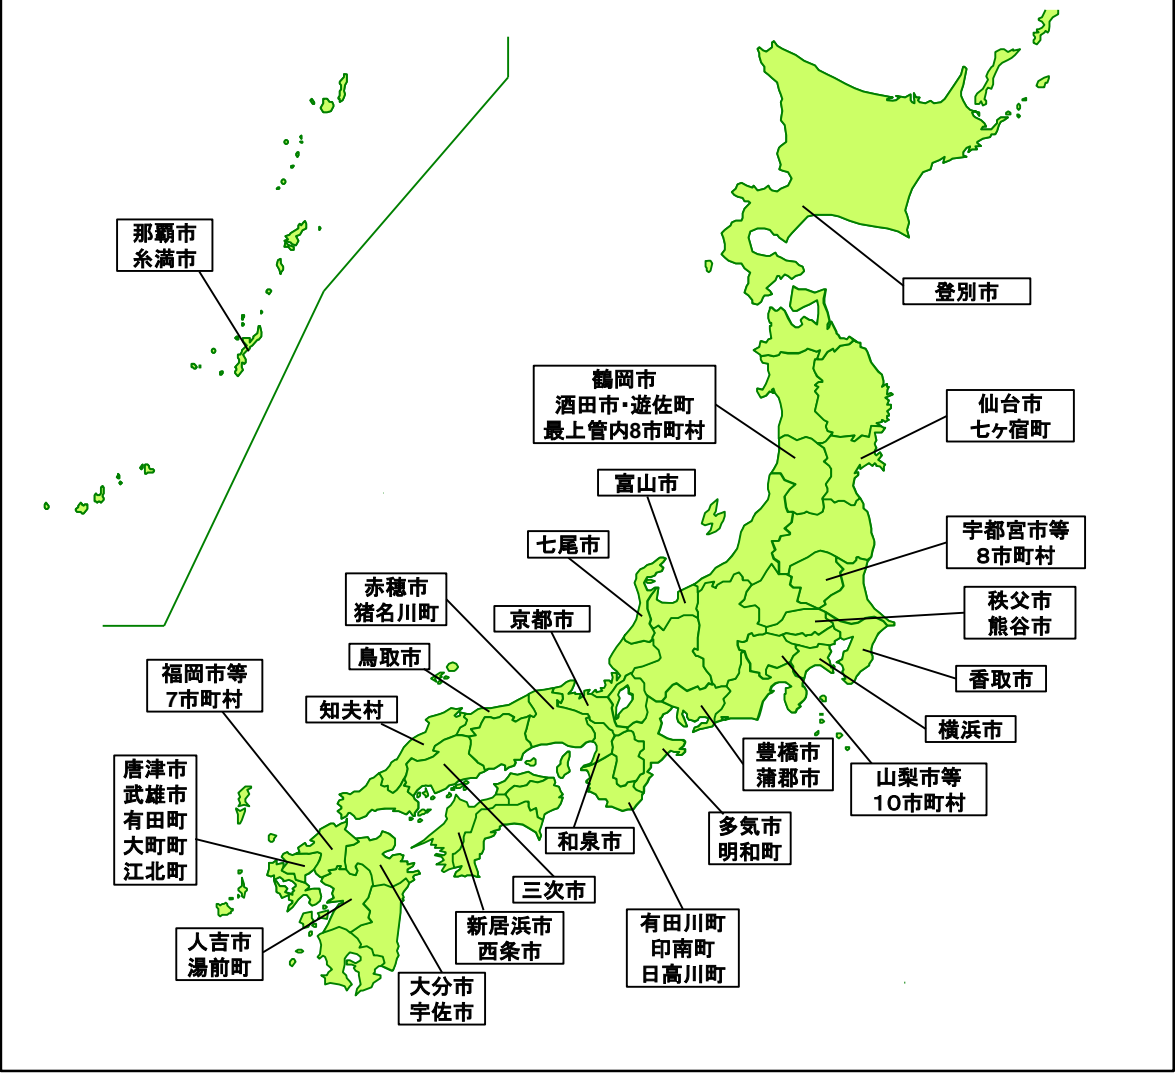 那覇市
糸満市
登別市
鶴岡市
酒田市・遊佐町
最上管内8市町村
仙台市
七ヶ宿町
富山市
宇都宮市等
8市町村
七尾市
赤穂市
猪名川町
京都市
秩父市
熊谷市
鳥取市
香取市
福岡市等
7市町村
知夫村
横浜市
豊橋市
蒲郡市
山梨市等
10市町村
唐津市
武雄市
有田町
大町町
江北町
多気市
明和町
和泉市
三次市
新居浜市
西条市
有田川町
印南町
日高川町
人吉市
湯前町
大分市
宇佐市